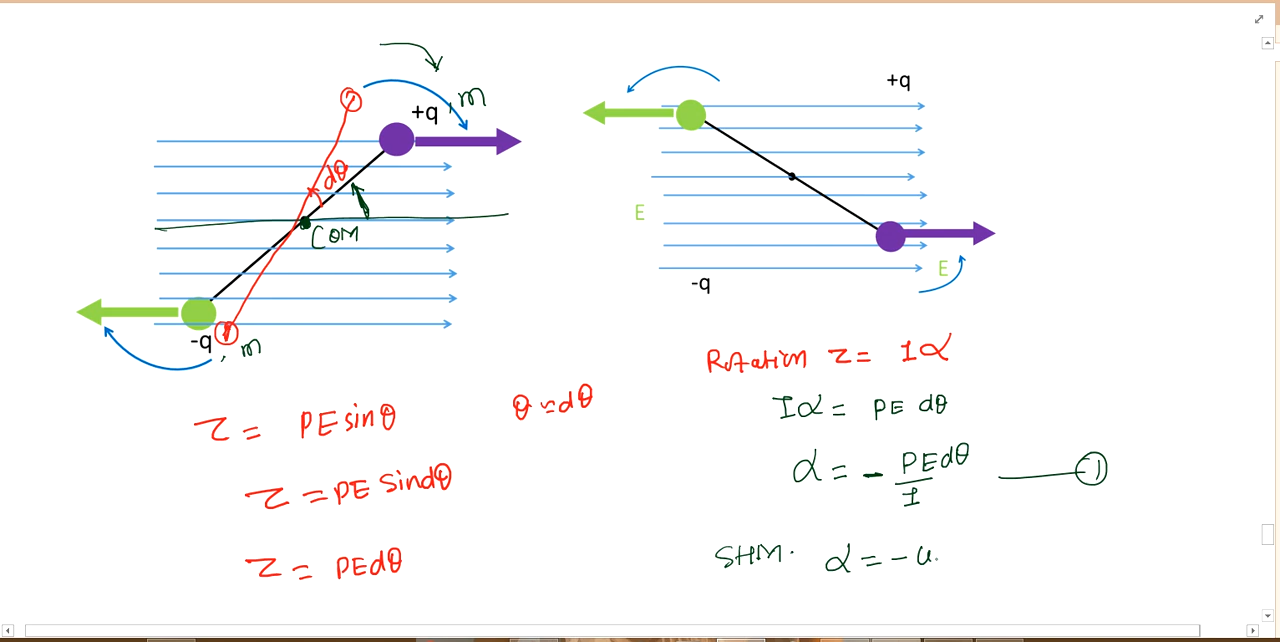 +q , m
dθ
COM
-q , m
+q
E
E
-q
τ = PE sinθ
θ ≈ dθ
τ = PE Sindθ
τ = PEdθ
Rotation τ = Iα
Iα = PE dθ
α = - PEdθ / I —— 1
SHM. α = - ω